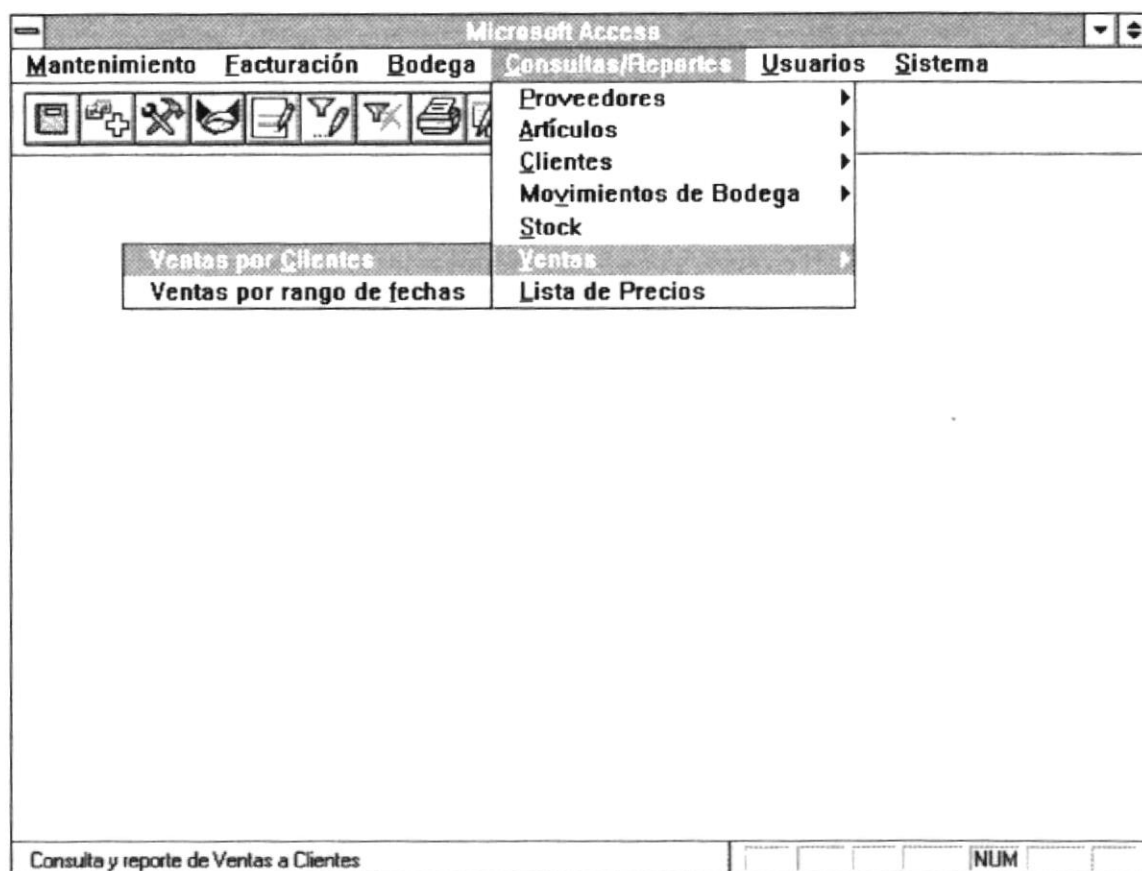 Microsoft Access
Mantenimiento Facturación Bodega Consultas/Reportes Usuarios Sistema
Proveedores
Artículos
Clientes
Movimientos de Bodega
Stock
Ventas por Clientes Ventas
Ventas por rango de fechas Lista de Precios
Consulta y reporte de Ventas a Clientes NUM